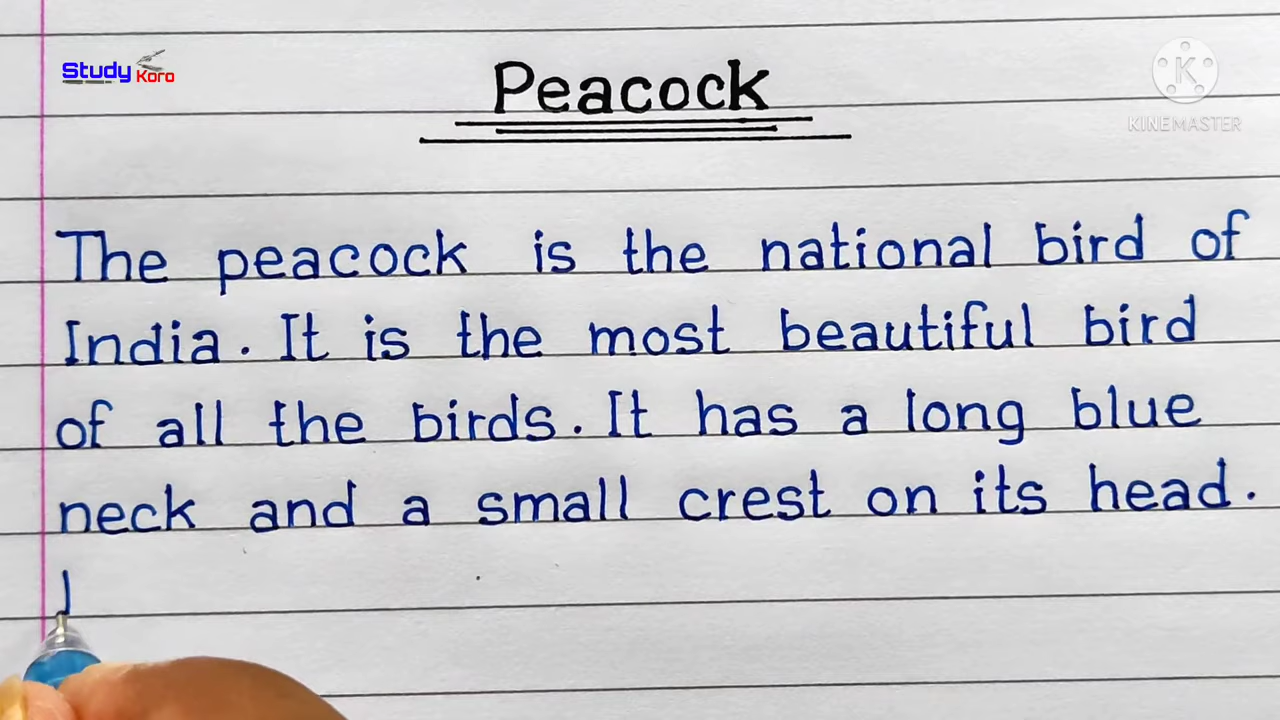 Study Koro
Peacock
KINEMASTER
The peacock is the national bird of
India. It is the most beautiful bird
of all the birds. It has a long blue
neck and a small crest on its head.